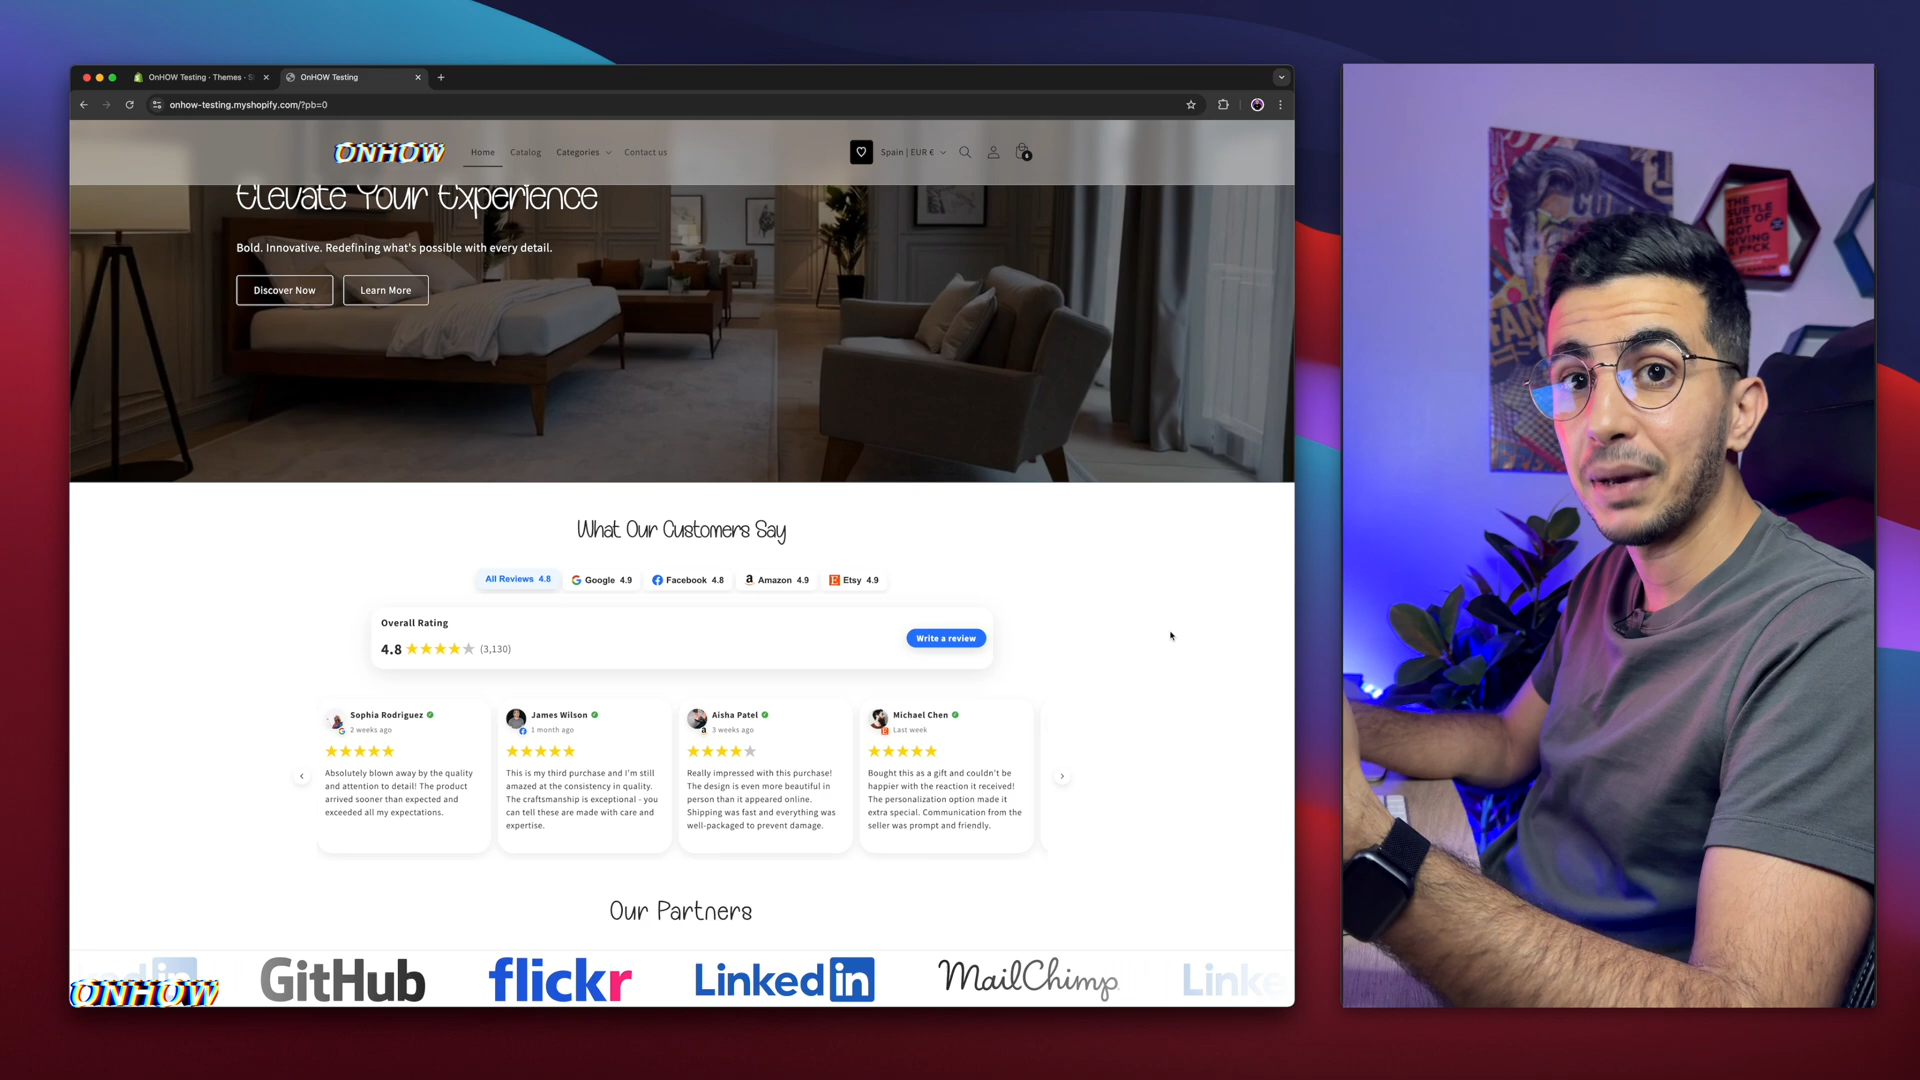 OnHOW Testing · Themes · S
OnHOW Testing
onhow-testing.myshopify.com/?pb=0
ONHOW
Home
Catalog
Categories
Contact us
Spain | EUR €
6
Elevate Your Experience
Bold. Innovative. Redefining what's possible with every detail.
Discover Now
Learn More
What Our Customers Say
All Reviews 4.8
Google 4.9
Facebook 4.8
Amazon 4.9
Etsy 4.9
Overall Rating
4.8
(3,130)
Write a review
Sophia Rodriguez
2 weeks ago
Absolutely blown away by the quality
and attention to detail! The product
arrived sooner than expected and
exceeded all my expectations.
James Wilson
1 month ago
This is my third purchase and I'm still
amazed at the consistency in quality.
The craftsmanship is exceptional - you
can tell these are made with care and
expertise.
Aisha Patel
3 weeks ago
Really impressed with this purchase!
The design is even more beautiful in
person than it appeared online.
Shipping was fast and everything was
well-packaged to prevent damage.
Michael Chen
Last week
Bought this as a gift and couldn't be
happier with the reaction it received!
The personalization option made it
extra special. Communication from the
seller was prompt and friendly.
Our Partners
GitHub
flickr
Linkedin
MailChimp
Linke
ONHOW
THE
SUBTLE
ART OF
NOT
GIVING
A F*CK